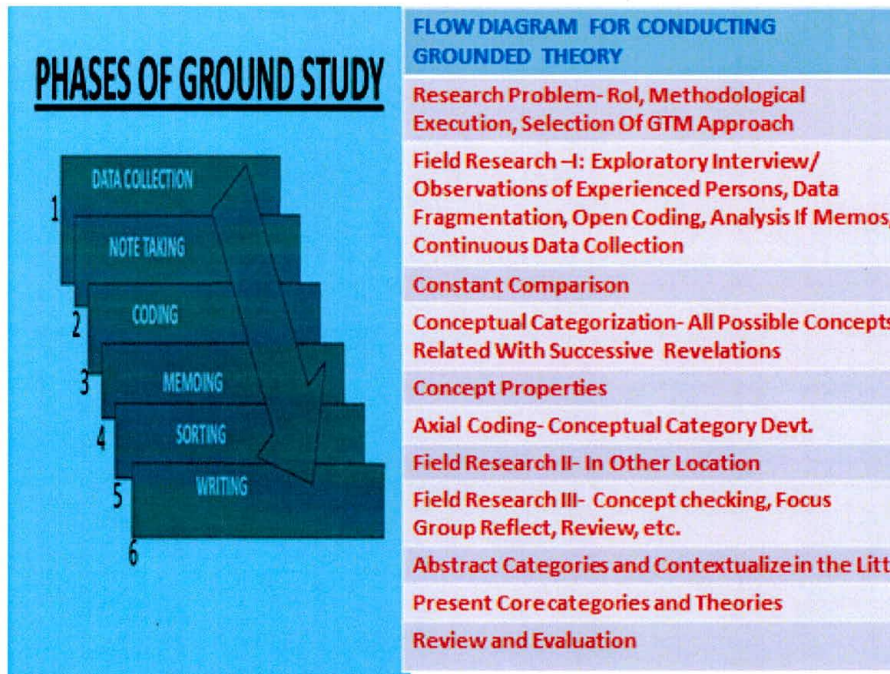 PHASES OF GROUND STUDY
DATA COLLECTION
1
NOTE TAKING
2
CODING
3
MEMOING
4
SORTING
5
WRITING
6
FLOW DIAGRAM FOR CONDUCTING
GROUNDED THEORY
Research Problem- RoI, Methodological
Execution, Selection Of GTM Approach
Field Research –I: Exploratory Interview/
Observations of Experienced Persons, Data
Fragmentation, Open Coding, Analysis If Memos,
Continuous Data Collection
Constant Comparison
Conceptual Categorization- All Possible Concepts
Related With Successive Revelations
Concept Properties
Axial Coding- Conceptual Category Devt.
Field Research II- In Other Location
Field Research III- Concept checking, Focus
Group Reflect, Review, etc.
Abstract Categories and Contextualize in the Litt
Present Core categories and Theories
Review and Evaluation